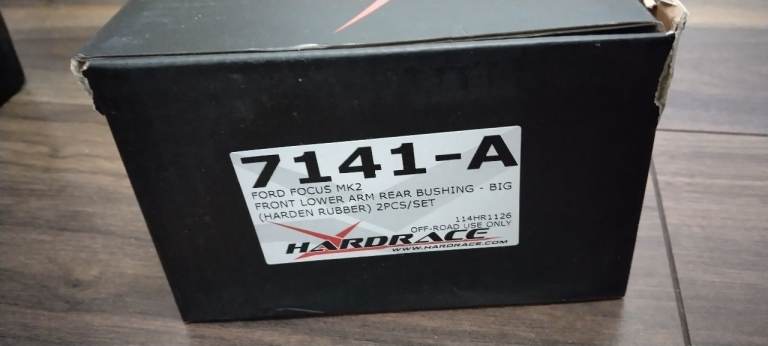 7141-A
FORD FOCUS MK2
FRONT LOWER ARM REAR BUSHING - BIG
(HARDEN RUBBER) 2PCS/SET
114HR1126
OFF-ROAD USE ONLY
HARDRACE
WWW.HARDRACE.COM